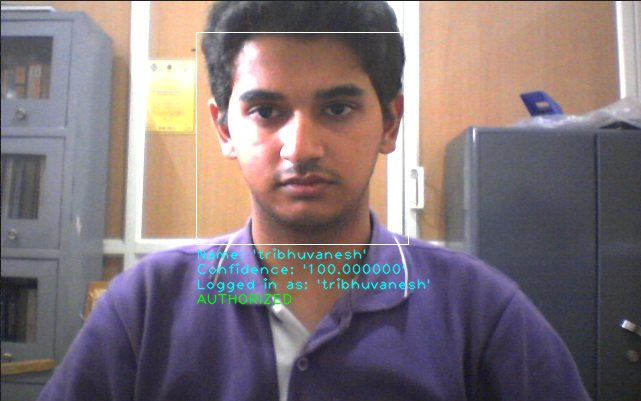 Name: 'tribhuvanesh'
Confidence: '100.000000'
Logged in as: 'tribhuvanesh'
AUTHORIZED